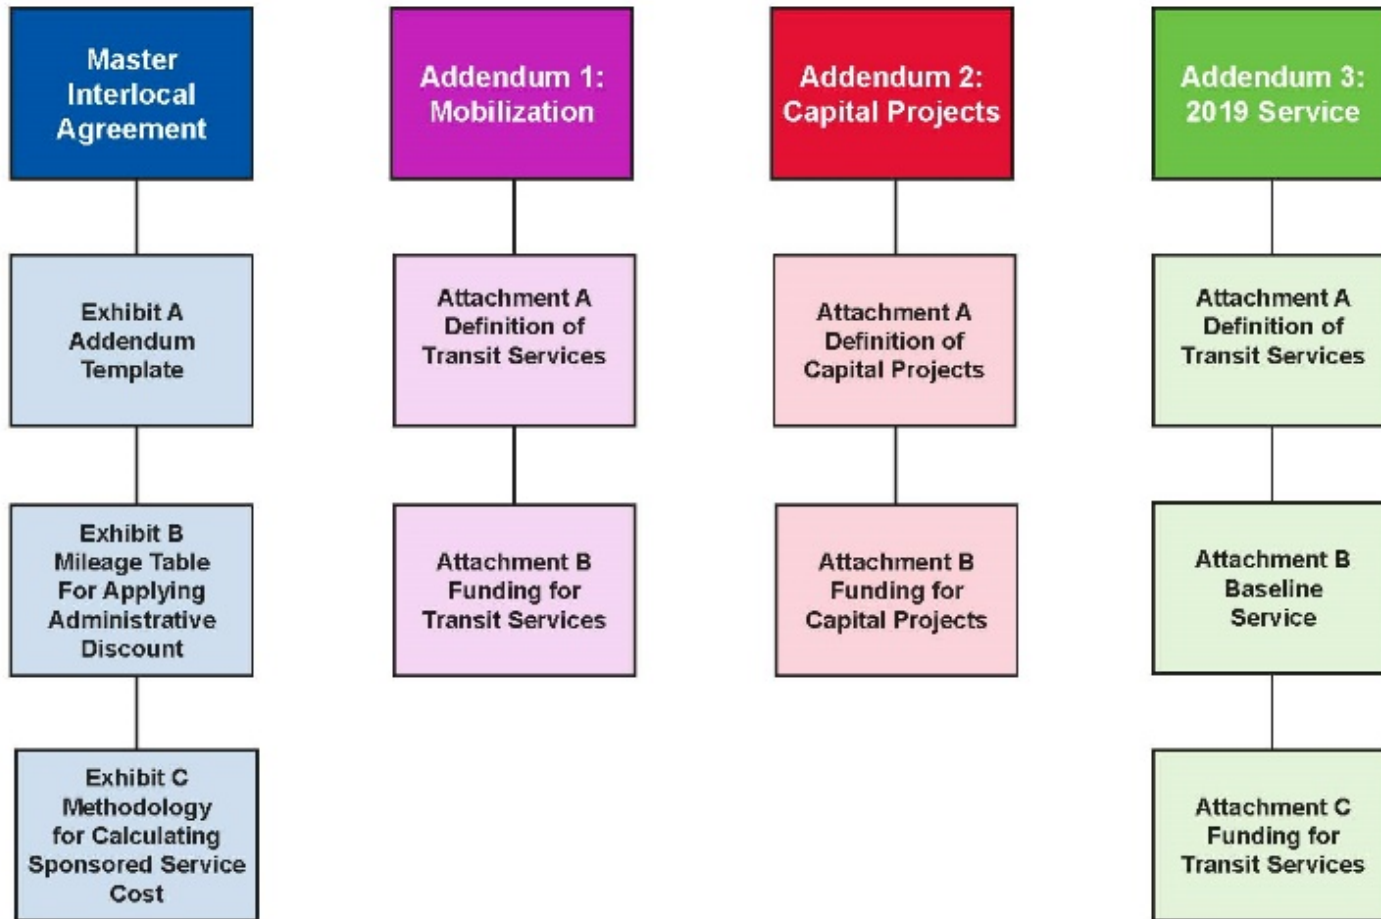 Master
Interlocal
Agreement
Exhibit A
Addendum
Template
Exhibit B
Mileage Table
For Applying
Administrative
Discount
Exhibit C
Methodology
for Calculating
Sponsored Service
Cost
Addendum 1:
Mobilization
Attachment A
Definition of
Transit Services
Attachment B
Funding for
Transit Services
Addendum 2:
Capital Projects
Attachment A
Definition of
Capital Projects
Attachment B
Funding for
Capital Projects
Addendum 3:
2019 Service
Attachment A
Definition of
Transit Services
Attachment B
Baseline
Service
Attachment C
Funding for
Transit Services